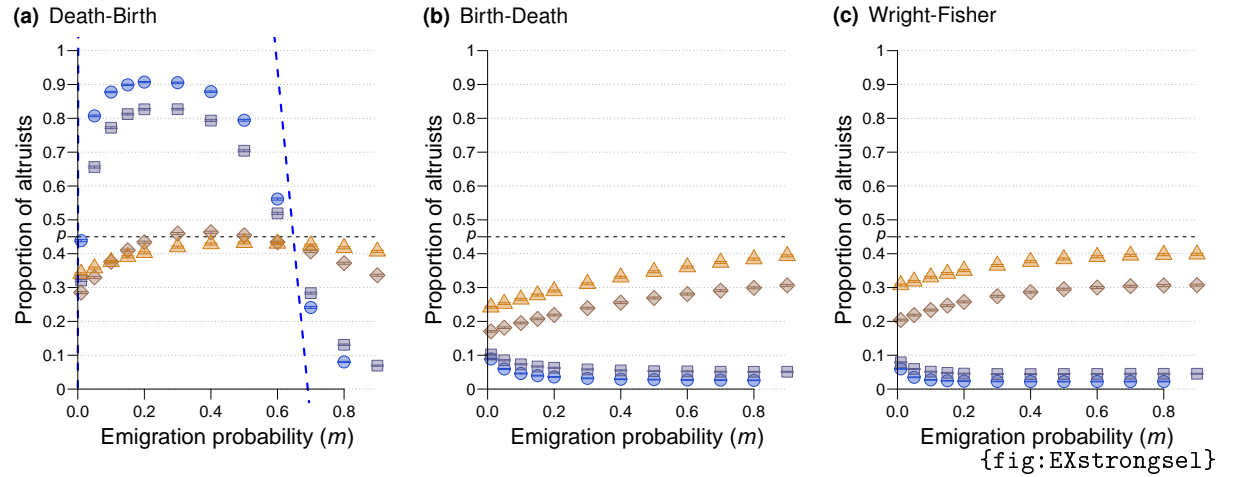 (a) Death-Birth
(b) Birth-Death
(c) Wright-Fisher
Proportion of altruists
1
0.9
0.8
0.7
0.6
0.5
p
0.4
0.3
0.2
0.1
0
0.0 0.2 0.4 0.6 0.8
Emigration probability (m)
Proportion of altruists
1
0.9
0.8
0.7
0.6
0.5
p
0.4
0.3
0.2
0.1
0
0.0 0.2 0.4 0.6 0.8
Emigration probability (m)
Proportion of altruists
1
0.9
0.8
0.7
0.6
0.5
p
0.4
0.3
0.2
0.1
0
0.0 0.2 0.4 0.6 0.8
Emigration probability (m)
{fig:EXstrongsel}